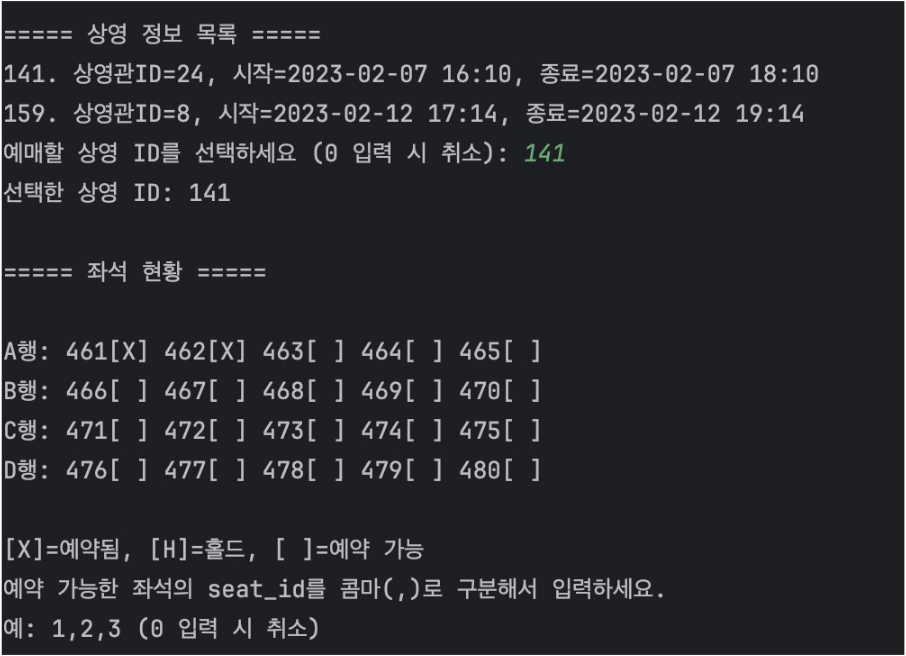 ===== 상영 정보 목록 =====
141. 상영관ID=24, 시작=2023-02-07 16:10, 종료=2023-02-07 18:10
159. 상영관ID=8, 시작=2023-02-12 17:14, 종료=2023-02-12 19:14
예매할 상영 ID를 선택하세요 (0 입력 시 취소): 141
선택한 상영 ID: 141
===== 좌석 현황 =====
A행: 461[X] 462[X] 463[ ] 464[ ] 465[ ]
B행: 466[ ] 467[ ] 468[ ] 469[ ] 470[ ]
C행: 471[ ] 472[ ] 473[ ] 474[ ] 475[ ]
D행: 476[ ] 477[ ] 478[ ] 479[ ] 480[ ]
[X]=예약됨, [H]=홀드, [ ]=예약 가능
예약 가능한 좌석의 seat_id를 콤마(,)로 구분해서 입력하세요.
예: 1,2,3 (0 입력 시 취소)